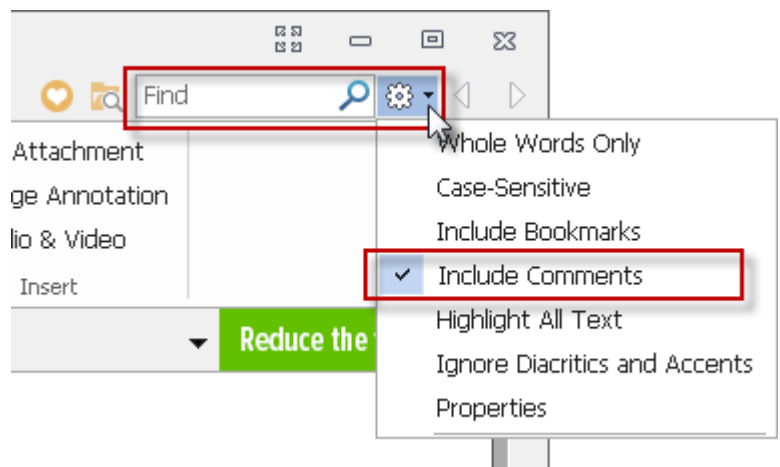 Find
Attachment
ge Annotation
lio & Video
Insert
Reduce the
Whole Words Only
Case-Sensitive
Include Bookmarks
Include Comments
Highlight All Text
Ignore Diacritics and Accents
Properties